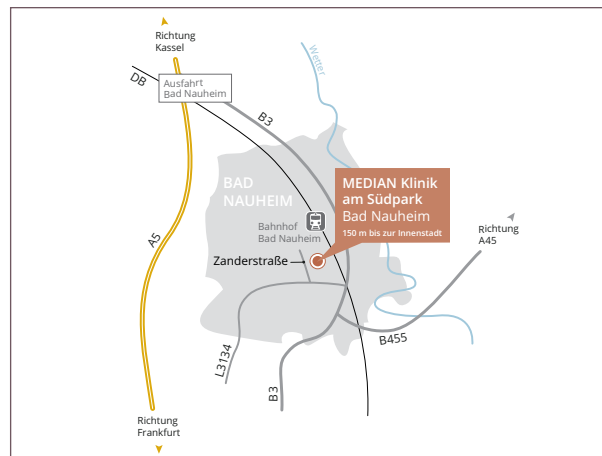 Richtung
Kassel
DB
Ausfahrt
Bad Nauheim
B3
Wetter
BAD
NAUHEIM
MEDIAN Klinik
am Südpark
Bad Nauheim
150 m bis zur Innenstadt
Bahnhof
Bad Nauheim
Richtung
A45
A5
Zanderstraße
B455
L3134
B3
Richtung
Frankfurt